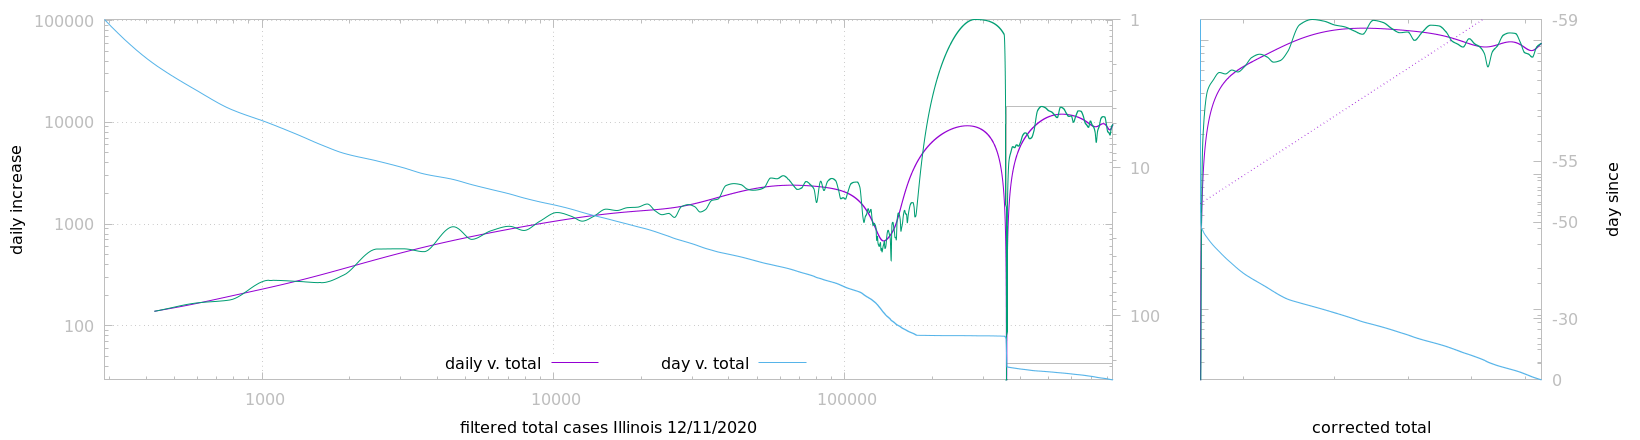 100000
10000
1000
100
daily increase
1000
10000
100000
filtered total cases Illinois 12/11/2020
daily v. total
day v. total
1
10
100
-59
-55
-50
-30
0
day since
corrected total